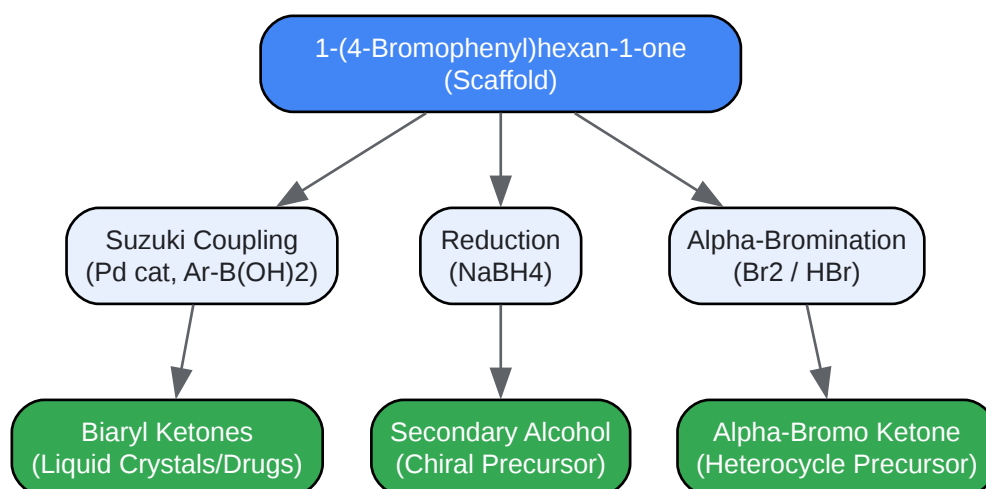 1-(4-Bromophenyl)hexan-1-one
(Scaffold)
Suzuki Coupling
(Pd cat, Ar-B(OH)2)
Reduction
(NaBH4)
Alpha-Bromination
(Br2 / HBr)
Biaryl Ketones
(Liquid Crystals/Drugs)
Secondary Alcohol
(Chiral Precursor)
Alpha-Bromo Ketone
(Heterocycle Precursor)